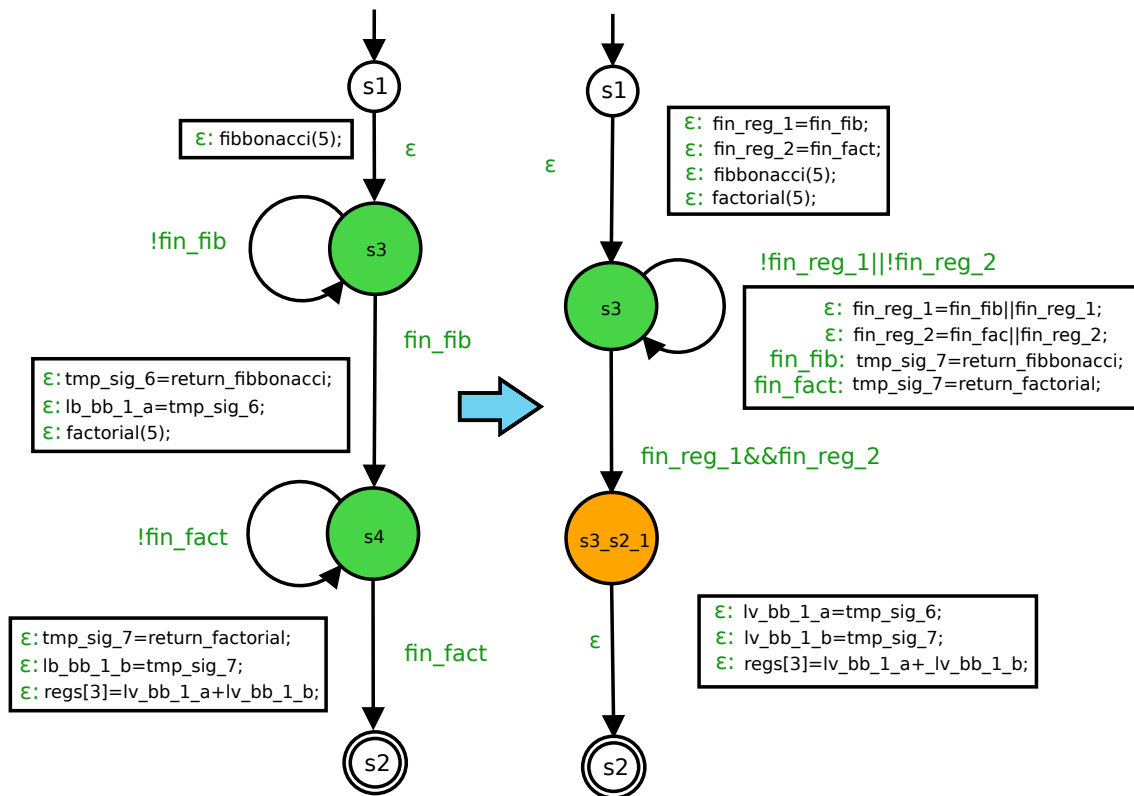 s1
ε: fibbonacci(5);
ε
!fin_fib
s3
fin_fib
ε: tmp_sig_6=return_fibbonacci;
ε: lb_bb_1_a=tmp_sig_6;
ε: factorial(5);
!fin_fact
s4
ε: tmp_sig_7=return_factorial;
ε: lb_bb_1_b=tmp_sig_7;
ε: regs[3]=lv_bb_1_a+lv_bb_1_b;
fin_fact
s2
s1
ε: fin_reg_1=fin_fib;
ε: fin_reg_2=fin_fact;
ε: fibbonacci(5);
ε: factorial(5);
ε
s3
!fin_reg_1||!fin_reg_2
ε: fin_reg_1=fin_fib||fin_reg_1;
ε: fin_reg_2=fin_fac||fin_reg_2;
fin_fib: tmp_sig_7=return_fibbonacci;
fin_fact: tmp_sig_7=return_factorial;
fin_reg_1&&fin_reg_2
s3_s2_1
ε
ε: lv_bb_1_a=tmp_sig_6;
ε: lv_bb_1_b=tmp_sig_7;
ε: regs[3]=lv_bb_1_a+_lv_bb_1_b;
s2